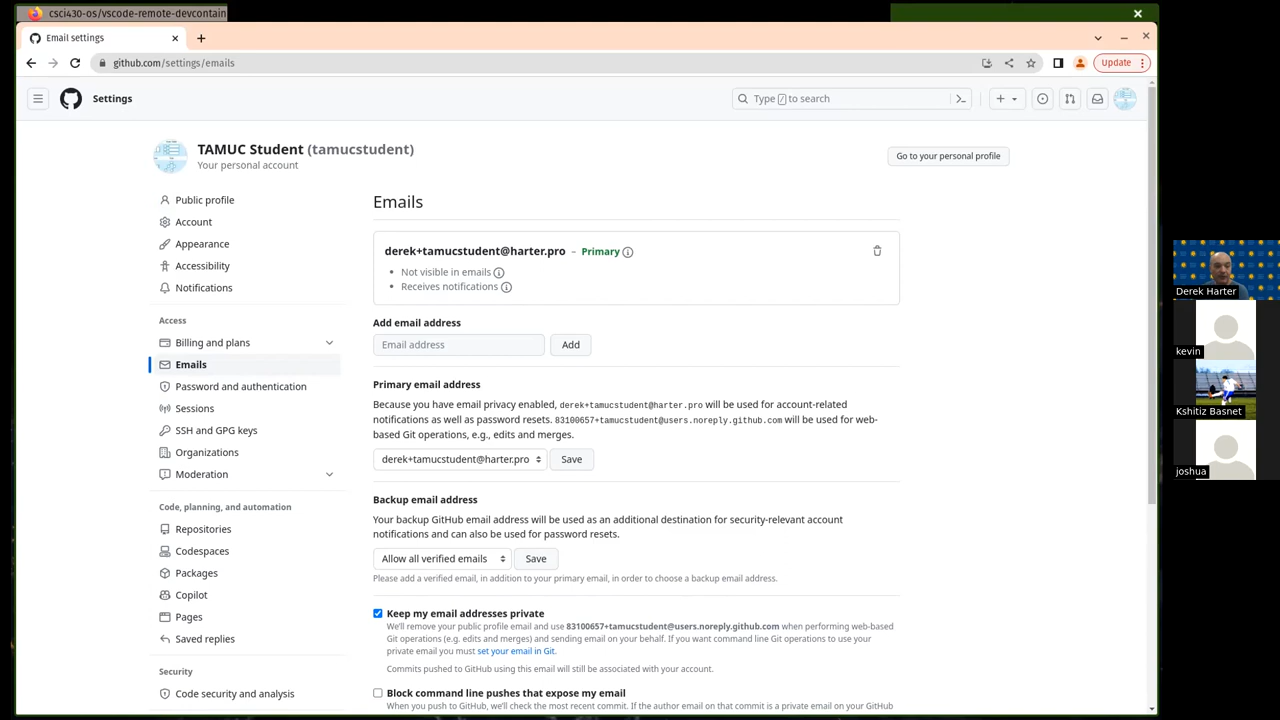 csci430-os/vscode-remote-devcontain
Email settings
github.com/settings/emails
Update
Settings
Type / to search
TAMUC Student (tamucstudent)
Your personal account
Go to your personal profile
Public profile
Account
Appearance
Accessibility
Notifications
Access
Billing and plans
Emails
Password and authentication
Sessions
SSH and GPG keys
Organizations
Moderation
Code, planning, and automation
Repositories
Codespaces
Packages
Copilot
Pages
Saved replies
Security
Code security and analysis
Emails
derek+tamucstudent@harter.pro – Primary
Not visible in emails
Receives notifications
Add email address
Email address
Add
Primary email address
Because you have email privacy enabled, derek+tamucstudent@harter.pro will be used for account-related
notifications as well as password resets. 83100657+tamucstudent@users.noreply.github.com will be used for web-
based Git operations, e.g., edits and merges.
derek+tamucstudent@harter.pro
Save
Backup email address
Your backup GitHub email address will be used as an additional destination for security-relevant account
notifications and can also be used for password resets.
Allow all verified emails
Save
Please add a verified email, in addition to your primary email, in order to choose a backup email address.
Keep my email addresses private
We'll remove your public profile email and use 83100657+tamucstudent@users.noreply.github.com when performing web-based
Git operations (e.g. edits and merges) and sending email on your behalf. If you want command line Git operations to use your
private email you must set your email in Git.
Commits pushed to GitHub using this email will still be associated with your account.
Block command line pushes that expose my email
When you push to GitHub, we'll check the most recent commit. If the author email on that commit is a private email on your GitHub
Derek Harter
kevin
Kshitiz Basnet
joshua